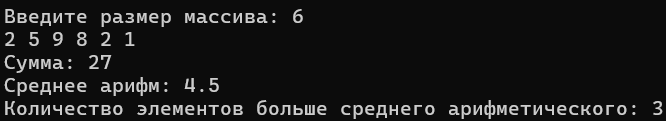 Введите размер массива: 6
2 5 9 8 2 1
Сумма: 27
Среднее арифм: 4.5
Количество элементов больше среднего арифметического: 3